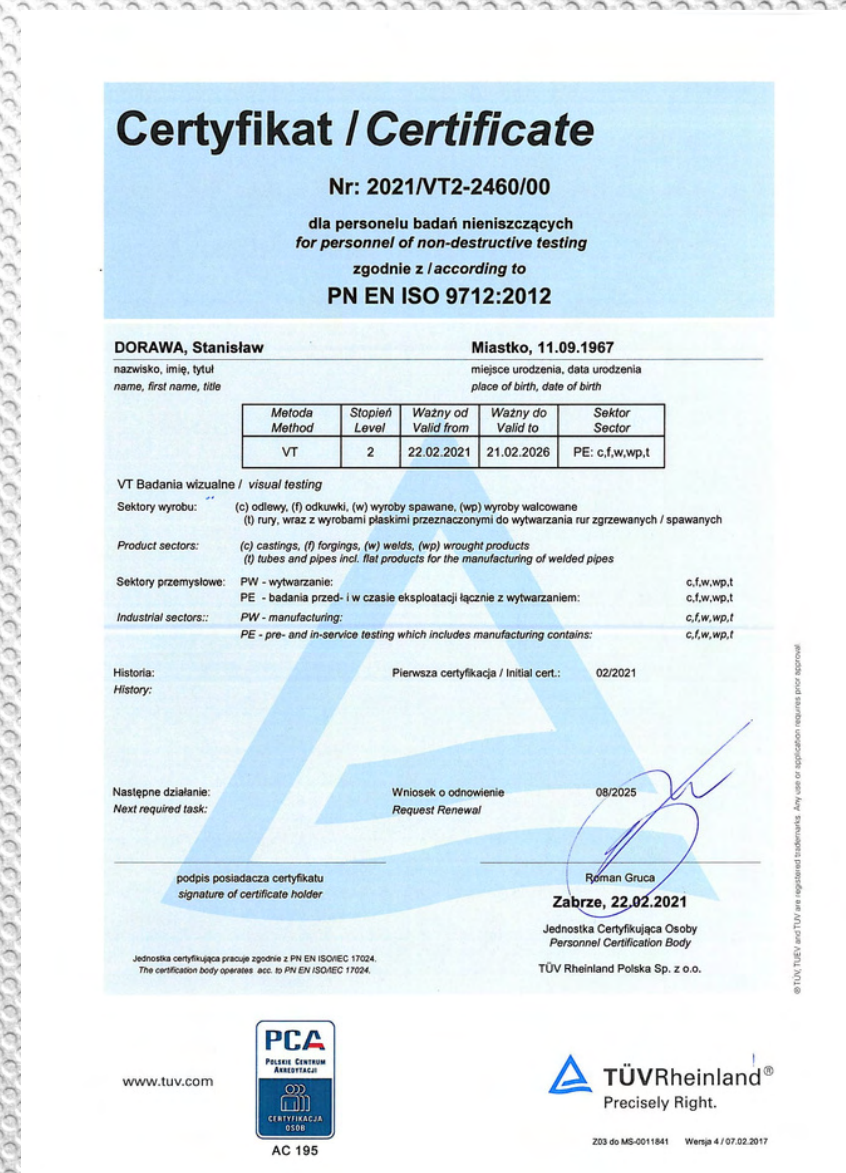 Certyfikat / Certificate
Nr: 2021/VT2-2460/00
dla personelu badań nieniszczących
for personnel of non-destructive testing
zgodnie z / according to
PN EN ISO 9712:2012
DORAWA, Stanisław Miastko, 11.09.1967
nazwisko, imię, tytuł miejsce urodzenia, data urodzenia
name, first name, title place of birth, date of birth
Metoda Stopień Ważny od Ważny do Sektor
Method Level Valid from Valid to Sector
VT 2 22.02.2021 21.02.2026 PE: c,f,w,wp,t
VT Badania wizualne / visual testing
Sektory wyrobu: (c) odlewy, (f) odkuwki, (w) wyroby spawane, (wp) wyroby walcowane
(t) rury, wraz z wyrobami płaskimi przeznaczonymi do wytwarzania rur zgrzewanych / spawanych
Product sectors: (c) castings, (f) forgings, (w) welds, (wp) wrought products
(t) tubes and pipes incl. flat products for the manufacturing of welded pipes
Sektory przemysłowe: PW - wytwarzanie: c,f,w,wp,t
PE - badania przed- i w czasie eksploatacji łącznie z wytwarzaniem: c,f,w,wp,t
Industrial sectors:: PW - manufacturing: c,f,w,wp,t
PE - pre- and in-service testing which includes manufacturing contains: c,f,w,wp,t
Historia: Pierwsza certyfikacja / Initial cert.: 02/2021
History:
Następne działanie: Wniosek o odnowienie 08/2025
Next required task: Request Renewal
podpis posiadacza certyfikatu Roman Gruca
signature of certificate holder
Zabrze, 22.02.2021
Jednostka Certyfikująca Osoby
Personnel Certification Body
Jednostka certyfikująca pracuje zgodnie z PN EN ISO/IEC 17024.
The certification body operates acc. to PN EN ISO/IEC 17024.
TÜV Rheinland Polska Sp. z o.o.
® TÜV, TUEV and TUV are registered trademarks. Any use or application requires prior approval.
www.tuv.com
PCA
POLSKIE CENTRUM
AKREDYTACJI
CERTYFIKACJA
OSÓB
AC 195
TÜVRheinland®
Precisely Right.
Z03 do MS-0011841 Wersja 4 / 07.02.2017